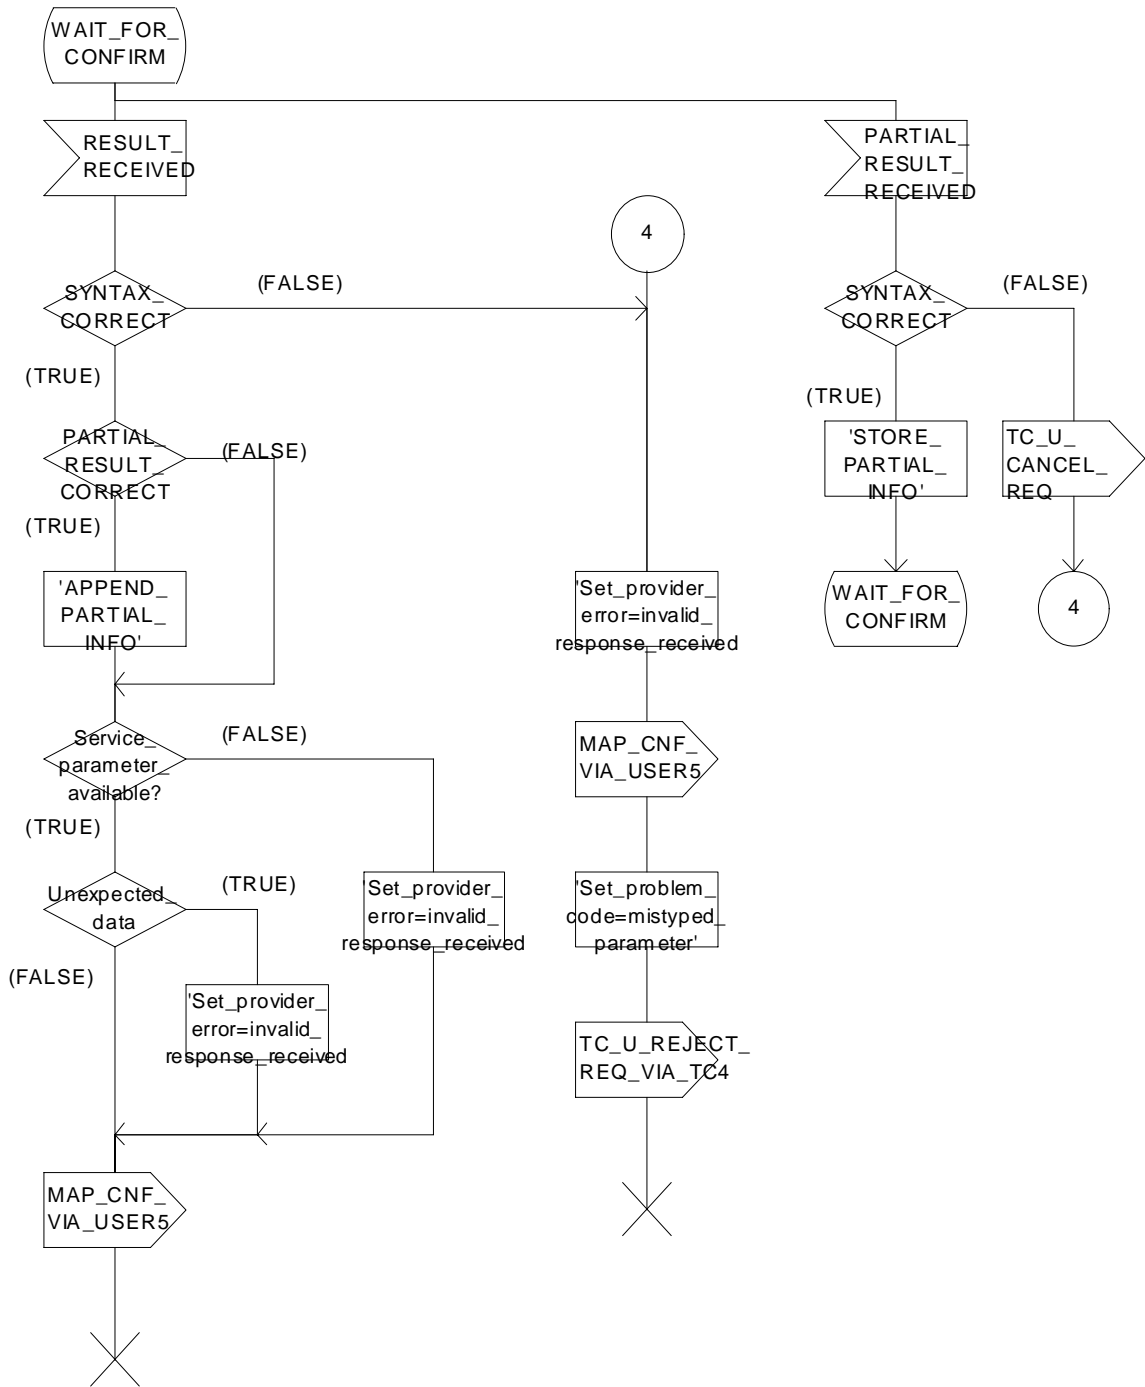 WAIT_FOR_
CONFIRM
RESULT_
RECEIVED
PARTIAL_
RESULT_
RECEIVED
4
SYNTAX_
CORRECT
(FALSE)
(TRUE)
SYNTAX_
CORRECT
(FALSE)
(TRUE)
PARTIAL_
RESULT_
CORRECT
(FALSE)
(TRUE)
'STORE_
PARTIAL_
INFO'
TC_U_
CANCEL_
REQ
'APPEND_
PARTIAL_
INFO'
'Set_provider_
error=invalid_
response_received
WAIT_FOR_
CONFIRM
4
Service_
parameter_
available?
(FALSE)
(TRUE)
MAP_CNF_
VIA_USER5
Unexpected_
data
(TRUE)
(FALSE)
'Set_provider_
error=invalid_
response_received
'Set_problem_
code=mistyped_
parameter'
'Set_provider_
error=invalid_
response_received
TC_U_REJECT_
REQ_VIA_TC4
MAP_CNF_
VIA_USER5